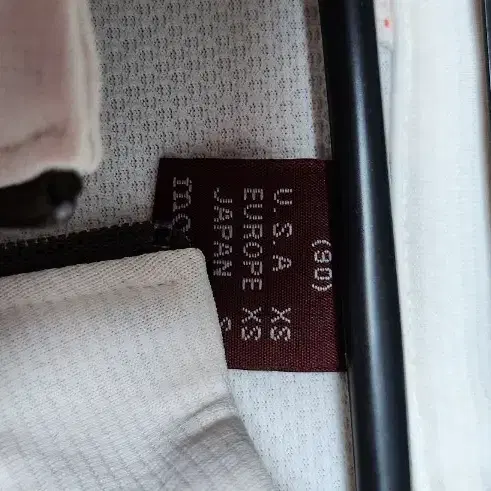 (90)
U.S.A XS
EUROPE XS
JAPAN S